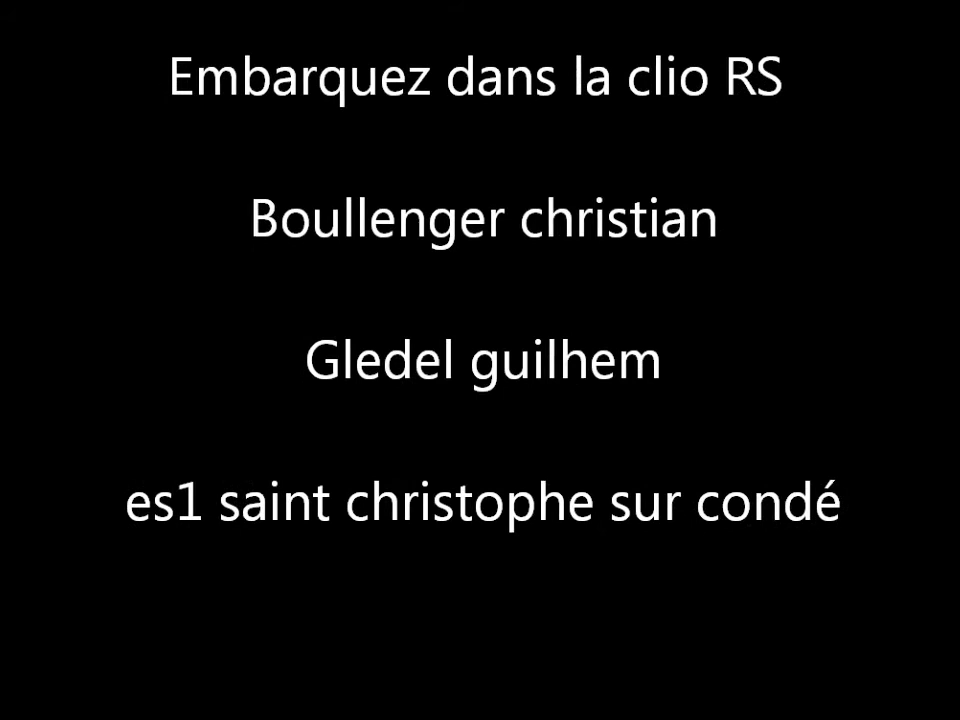 Embarquez dans la clio RS
Boullenger christian
Gledel guilhem
es1 saint christophe sur condé